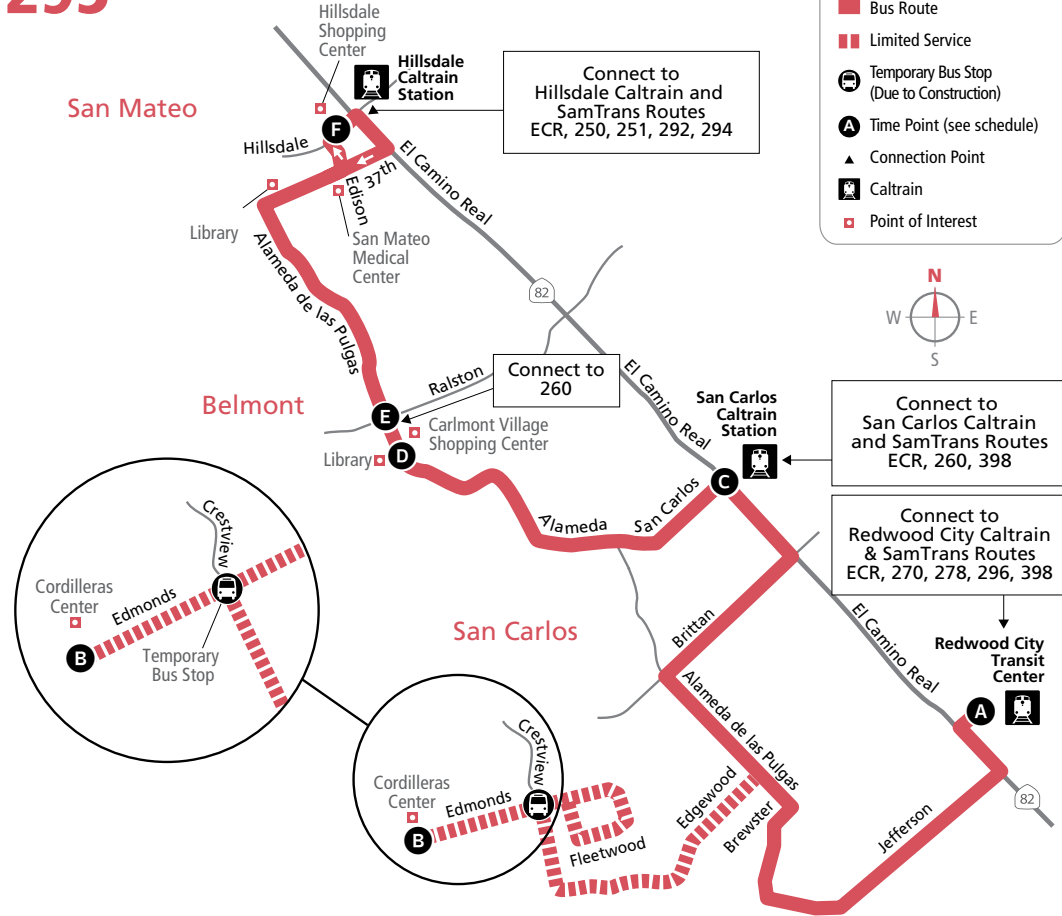 295
Hillsdale
Shopping
Center
Hillsdale
Caltrain
Station
Connect to
Hillsdale Caltrain and
SamTrans Routes
ECR, 250, 251, 292, 294
Bus Route
Limited Service
Temporary Bus Stop
(Due to Construction)
A Time Point (see schedule)
Connection Point
Caltrain
Point of Interest
San Mateo
F
Hillsdale
37th
Edison
El Camino Real
Library
San Mateo
Medical
Center
Alameda de las Pulgas
82
N
W E
S
Ralston
Connect to
260
El Camino Real
Belmont
E
Carlmont Village
Shopping Center
Library
D
San Carlos
Caltrain
Station
C
Connect to
San Carlos Caltrain
and SamTrans Routes
ECR, 260, 398
Alameda
San Carlos
Connect to
Redwood City Caltrain
& SamTrans Routes
ECR, 270, 278, 296, 398
Crestview
Cordilleras
Center
Edmonds
B
Temporary
Bus Stop
San Carlos
Brittan
El Camino Real
Redwood City
Transit
Center
A
Alameda de las Pulgas
Crestview
Cordilleras
Center
Edmonds
B
Fleetwood
Edgewood
Brewster
Jefferson
82